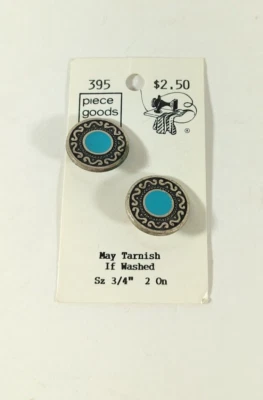 395 $2.50
piece
goods
®
May Tarnish
If Washed
Sz 3/4" 2 On